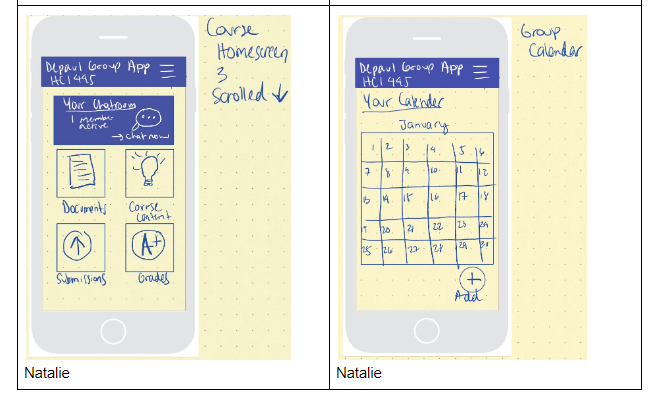 Depaul Group App
HCI 445
Your Chatroom
1 member
active
→ chat now
Documents
Course
Content
A+
Submissions
Grades
Course
Homescreen
3
Scrolled ↓
Natalie
Depaul Group App
HCI 445
Your Calender
January
1 2 3 4 5 6
7 8 9 10 11 12
13 14 15 16 17 18
19 20 21 22 23 24
25 26 27 28 29 30
+
Add
Group
Calender
Natalie